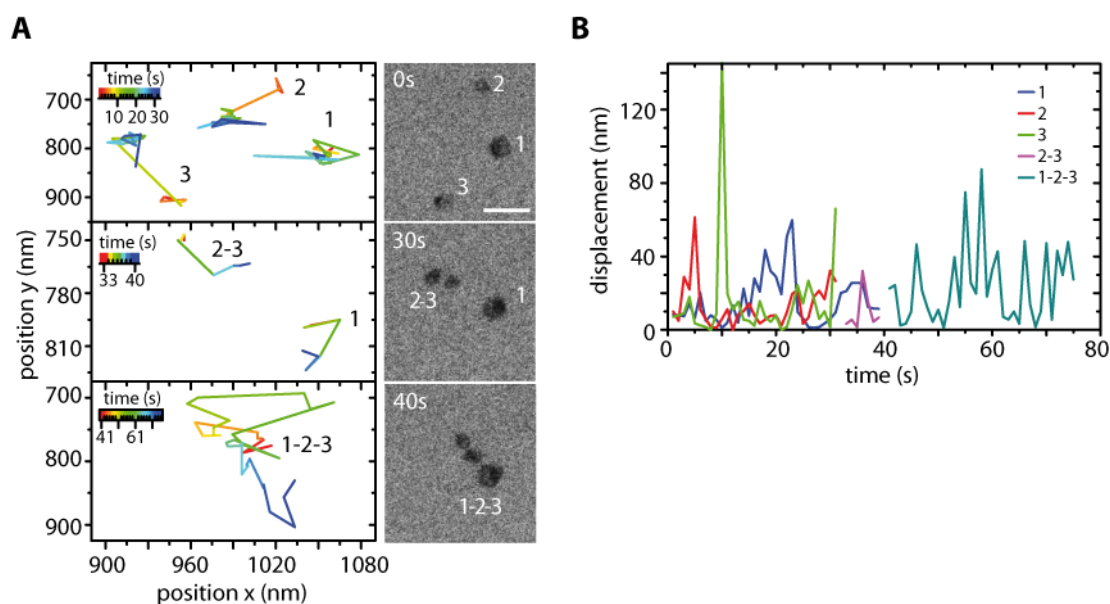 A
B
time (s)
10 20 30
2
1
3
700
800
900
0s
2
1
3
time (s)
33 40
2-3
750
780
810
30s
2-3
1
time (s)
41 61
1-2-3
700
800
900
40s
1-2-3
position y (nm)
900 960 1020 1080
position x (nm)
displacement (nm)
120
80
40
0
1
2
3
2-3
1-2-3
0 20 40 60 80
time (s)